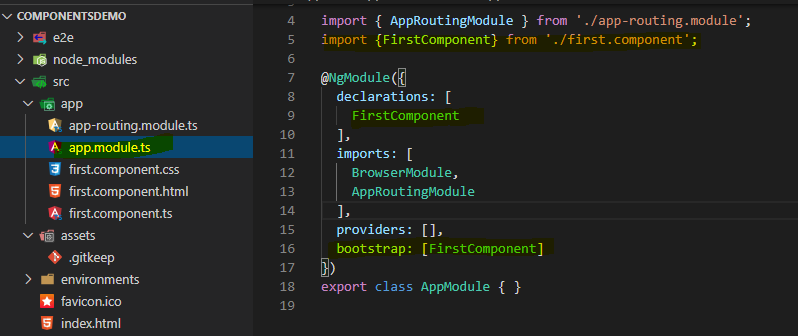 COMPONENTSDEMO
e2e
node_modules
src
app
app-routing.module.ts
app.module.ts
first.component.css
first.component.html
first.component.ts
assets
.gitkeep
environments
favicon.ico
index.html
4 import { AppRoutingModule } from './app-routing.module';
5 import {FirstComponent} from './first.component';
6
7 @NgModule({
8 declarations: [
9 FirstComponent
10 ],
11 imports: [
12 BrowserModule,
13 AppRoutingModule
14 ],
15 providers: [],
16 bootstrap: [FirstComponent]
17 })
18 export class AppModule { }
19